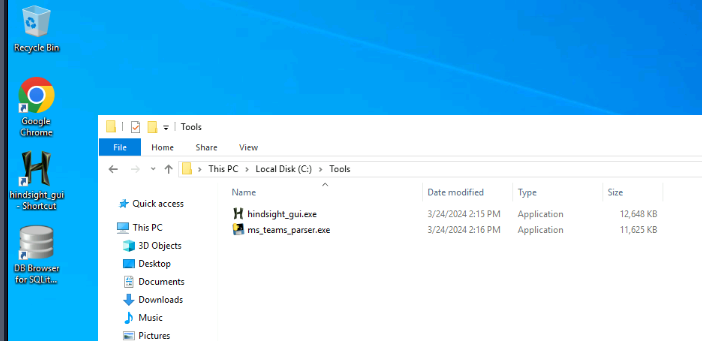 Recycle Bin
Google
Chrome
hindsight_gui
- Shortcut
DB Browser
for SQLit...
Tools
File Home Share View
This PC > Local Disk (C:) > Tools
Name Date modified Type Size
Quick access
This PC
3D Objects
Desktop
Documents
Downloads
Music
Pictures
hindsight_gui.exe 3/24/2024 2:15 PM Application 12,648 KB
ms_teams_parser.exe 3/24/2024 2:16 PM Application 11,625 KB